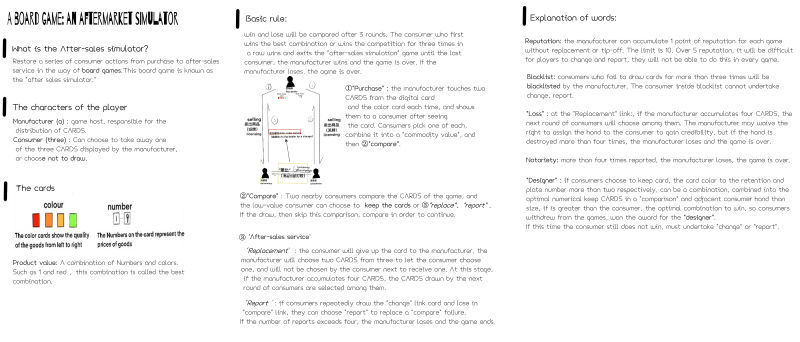 A BOARD GAME: AN AFTERMARKET SIMULATOR
What is the After-sales simulator?
Restore a series of consumer actions from purchase to after-sales
service in the way of board games.This board game is known as
the "after sales simulator."
The characters of the player
Manufacturer (a) : game host, responsible for the
distribution of CARDS.
Consumer (three) : Can choose to take away one
of the three CARDS displayed by the manufacturer,
or choose not to draw.
The cards
colour
number
The color cards show the quality
of the goods from left to right
The Numbers on the card represent the
prices of goods
Product value: A combination of Numbers and colors.
Such as 1 and red , this combination is called the best
combination.
Basic rule:
win and lose will be compared after 3 rounds. The consumer who first
wins the best combination or wins the competition for three times in
a row wins and exits the "after-sales simulation" game until the last
consumer, the manufacturer wins and the game is over. If the
manufacturer loses, the game is over.
selling
selling
①"Purchase" : the manufacturer touches two
CARDS from the digital card
and the color card each time, and shows
them to a consumer after seeing
the card. Consumers pick one of each,
combine it into a "commodity value", and
then ②"compare".
②"Compare" : Two nearby consumers compare the CARDS of the game, and
the low-value consumer can choose to keep the cards or ③"replace", "report" .
If the draw, then skip this comparison, compare in order to continue.
③ "After-sales service"
"Replacement" : the consumer will give up the card to the manufacturer, the
manufacturer will choose two CARDS from three to let the consumer choose
one, and will not be chosen by the consumer next to receive one. At this stage,
if the manufacturer accumulates four CARDS, the CARDS drawn by the next
round of consumers are selected among them.
"Report" : if consumers repeatedly draw the "change" link card and lose in
"compare" link, they can choose "report" to replace a "compare" failure.
If the number of reports exceeds four, the manufacturer loses and the game ends.
Explanation of words:
Reputation: the manufacturer can accumulate 1 point of reputation for each game
without replacement or tip-off. The limit is 10. Over 5 reputation, it will be difficult
for players to change and report, they will not be able to do this in every game.
Blacklist: consumers who fail to draw cards for more than three times will be
blacklisted by the manufacturer. The consumer inside blacklist cannot undertake
change, report.
"Loss" : at the "Replacement" link, if the manufacturer accumulates four CARDS, the
next round of consumers will choose among them. The manufacturer may waive the
right to assign the hand to the consumer to gain credibility, but if the hand is
destroyed more than four times, the manufacturer loses and the game is over.
Notoriety: more than four times reported, the manufacturer loses, the game is over.
"Designer" : if consumers choose to keep card, the card color to the retention and
plate number more than two respectively, can be a combination, combined into the
optimal numerical keep CARDS in a "comparison" and adjacent consumer hand than
size, if is greater than the consumer, the optimal combination to win, so consumers
withdrew from the games, won the award for the "designer".
If this time the consumer still does not win, must undertake "change" or "report".